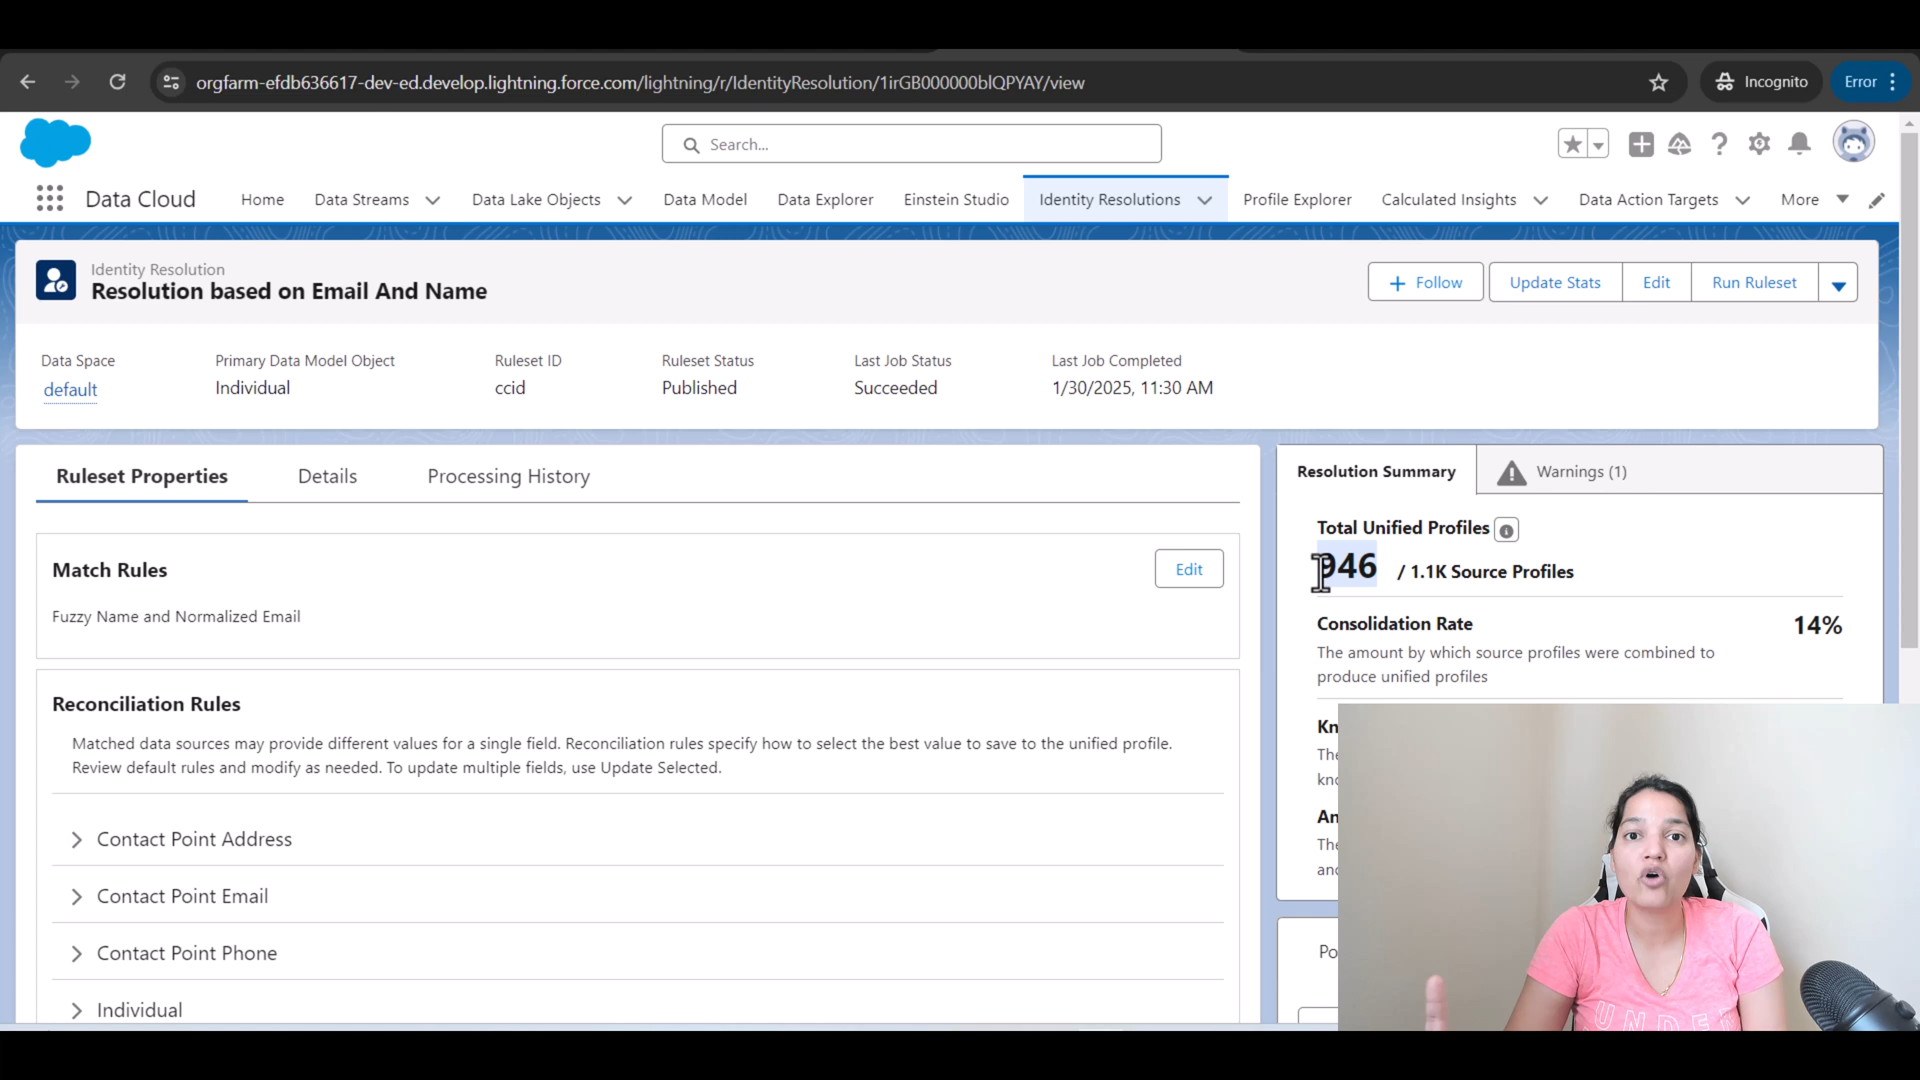 orgfarm-efdb636617-dev-ed.develop.lightning.force.com/lightning/r/IdentityResolution/1irGB000000blQPYAY/view
Incognito
Error
Search...
Data Cloud
Home
Data Streams
Data Lake Objects
Data Model
Data Explorer
Einstein Studio
Identity Resolutions
Profile Explorer
Calculated Insights
Data Action Targets
More
Identity Resolution
Resolution based on Email And Name
Follow
Update Stats
Edit
Run Ruleset
Data Space
default
Primary Data Model Object
Individual
Ruleset ID
ccid
Ruleset Status
Published
Last Job Status
Succeeded
Last Job Completed
1/30/2025, 11:30 AM
Ruleset Properties
Details
Processing History
Match Rules
Edit
Fuzzy Name and Normalized Email
Reconciliation Rules
Matched data sources may provide different values for a single field. Reconciliation rules specify how to select the best value to save to the unified profile.
Review default rules and modify as needed. To update multiple fields, use Update Selected.
Contact Point Address
Contact Point Email
Contact Point Phone
Individual
Resolution Summary
Warnings (1)
Total Unified Profiles
946 / 1.1K Source Profiles
Consolidation Rate
14%
The amount by which source profiles were combined to
produce unified profiles
UNDER